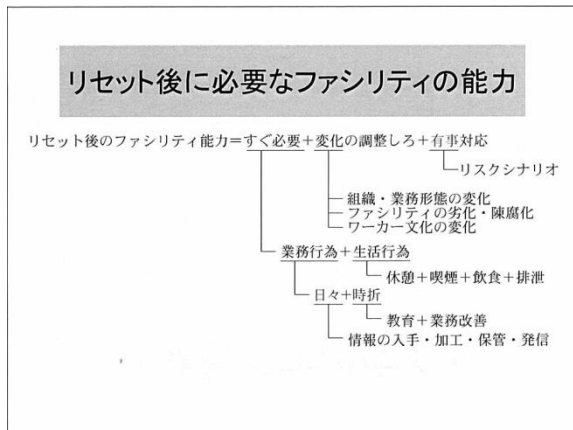 リセット後に必要なファシリティの能力
リセット後のファシリティ能力＝すぐ必要＋変化の調整しろ＋有事対応
リスクシナリオ
組織・業務形態の変化
ファシリティの劣化・陳腐化
ワーカー文化の変化
業務行為＋生活行為
休憩＋喫煙＋飲食＋排泄
日々＋時折
教育＋業務改善
情報の入手・加工・保管・発信